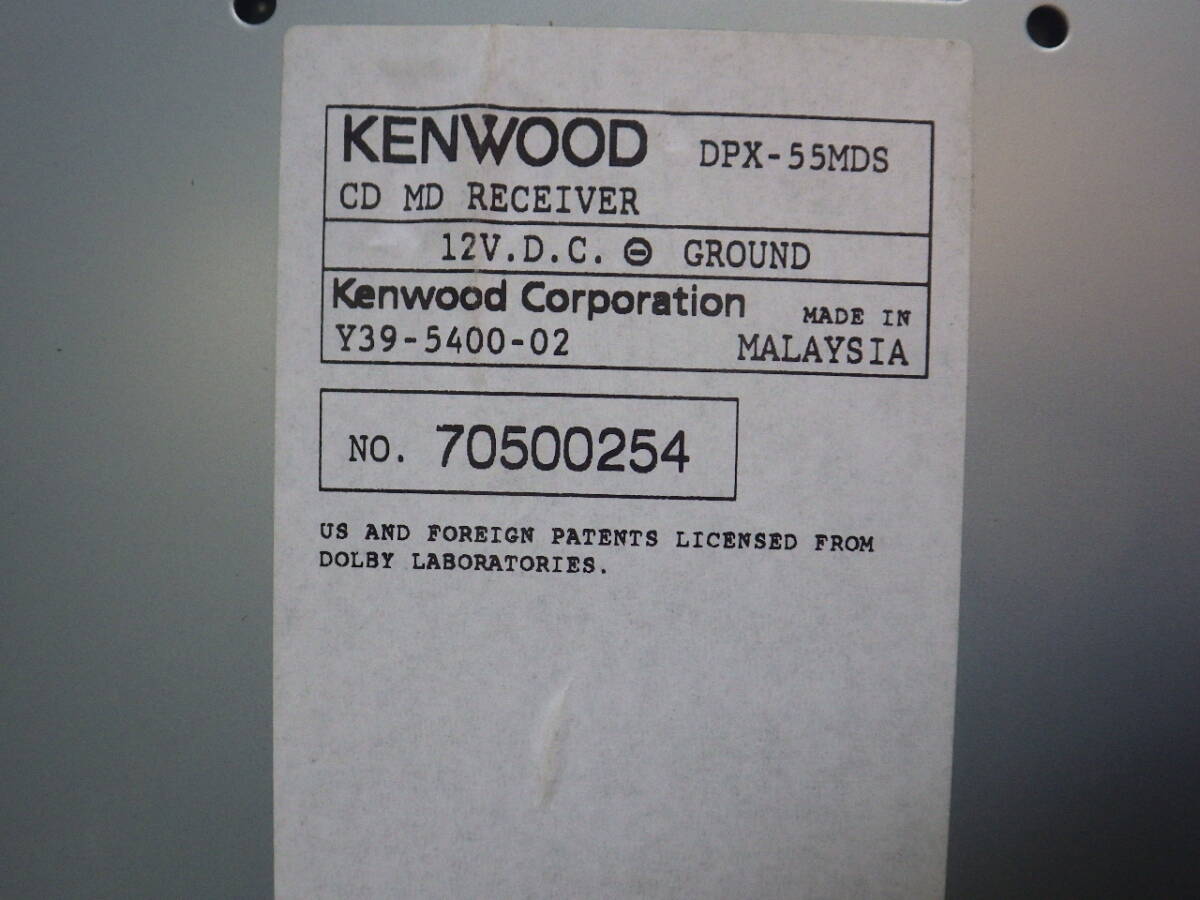 KENWOOD DPX-55MDS
CD MD RECEIVER
12V.D.C. ⊖ GROUND
Kenwood Corporation MADE IN
Y39-5400-02 MALAYSIA
NO. 70500254
US AND FOREIGN PATENTS LICENSED FROM
DOLBY LABORATORIES.